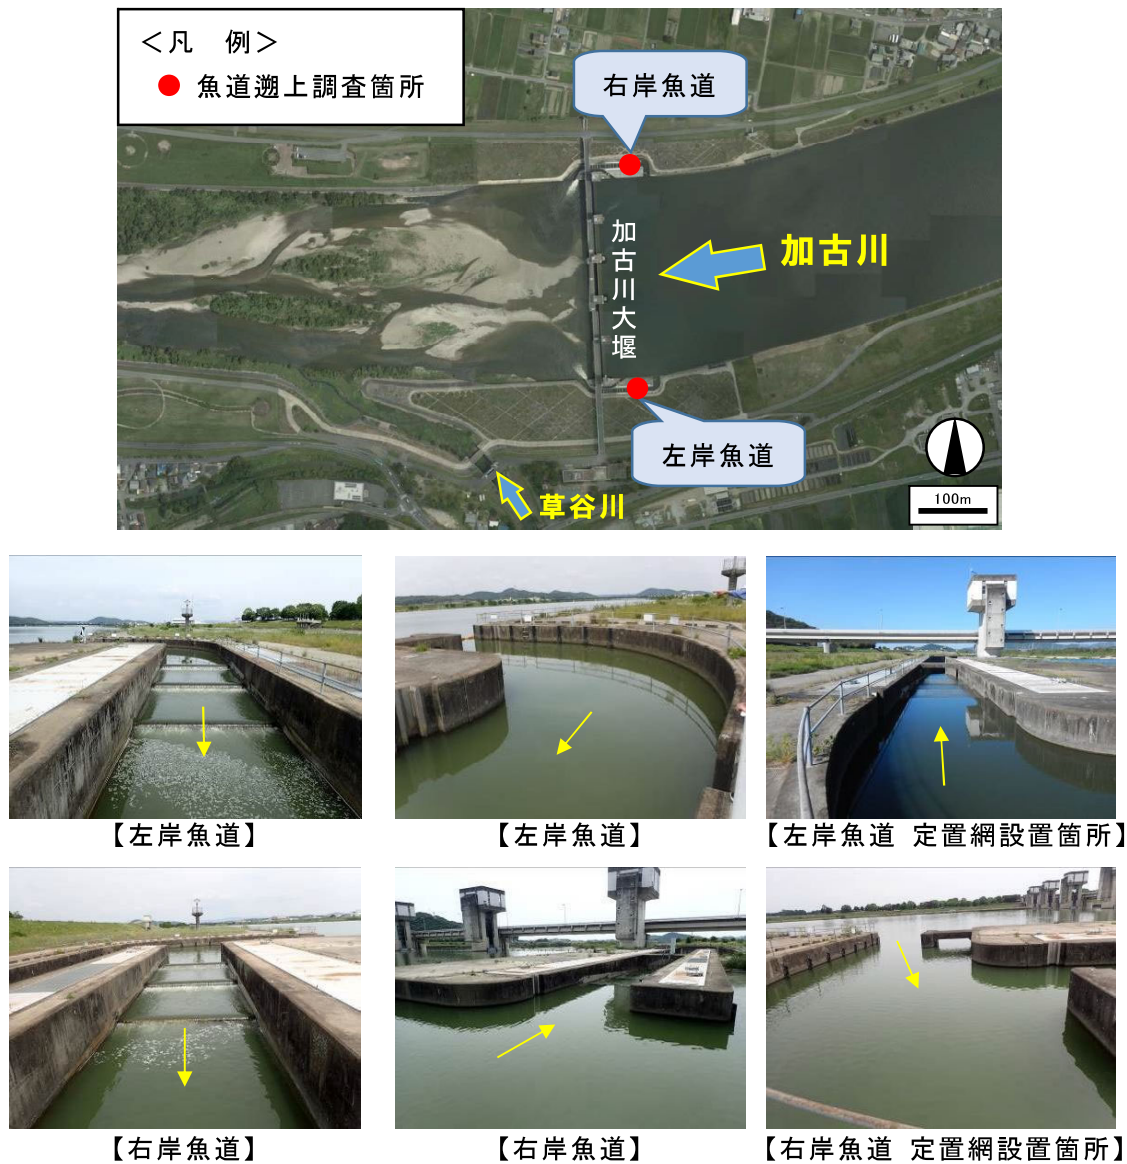 ＜凡　例＞
魚道遡上調査箇所
右岸魚道
加古川大堰
加古川
左岸魚道
草谷川
100m
【左岸魚道】
【左岸魚道】
【左岸魚道 定置網設置箇所】
【右岸魚道】
【右岸魚道】
【右岸魚道 定置網設置箇所】